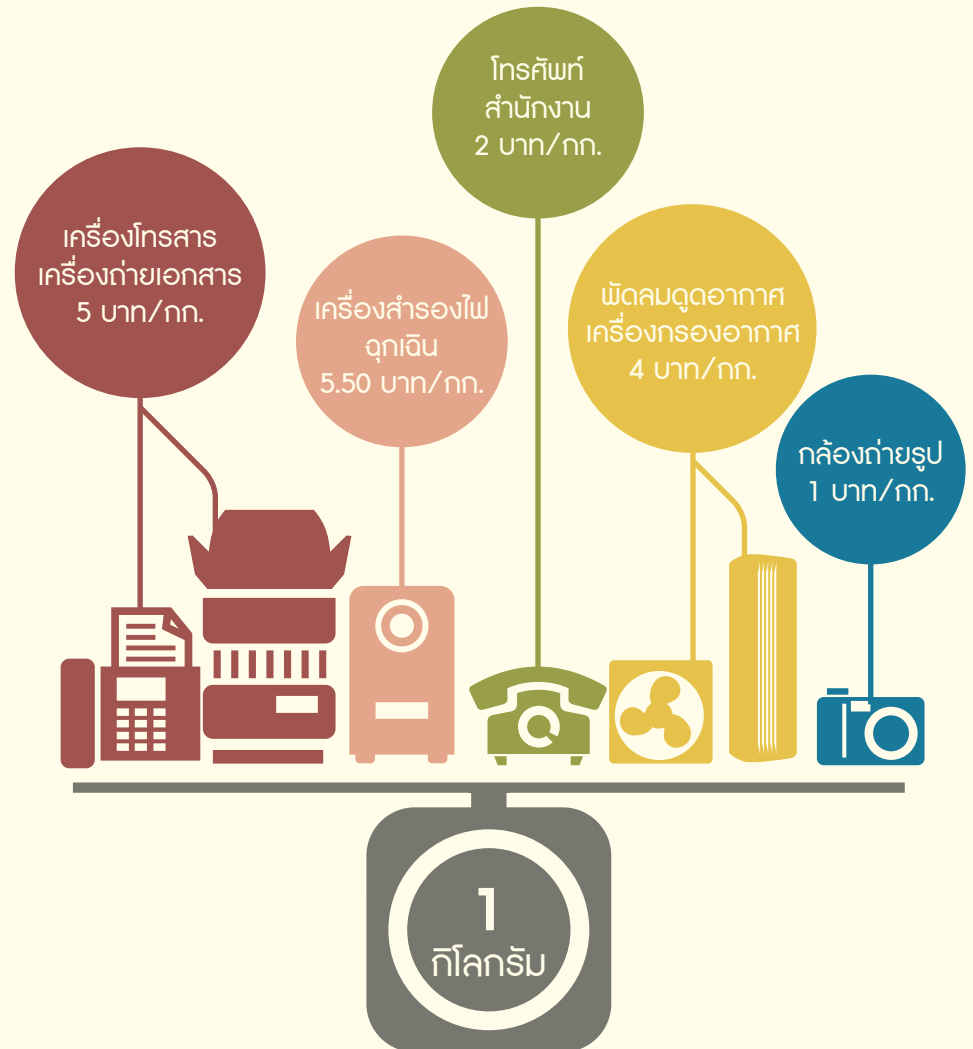 โทรศัพท์
สำนักงาน
2 บาท/กก.
เครื่องโทรสาร
เครื่องถ่ายเอกสาร
5 บาท/กก.
เครื่องสำรองไฟ
ฉุกเฉิน
5.50 บาท/กก.
พัดลมดูดอากาศ
เครื่องกรองอากาศ
4 บาท/กก.
กล้องถ่ายรูป
1 บาท/กก.
1
กิโลกรัม